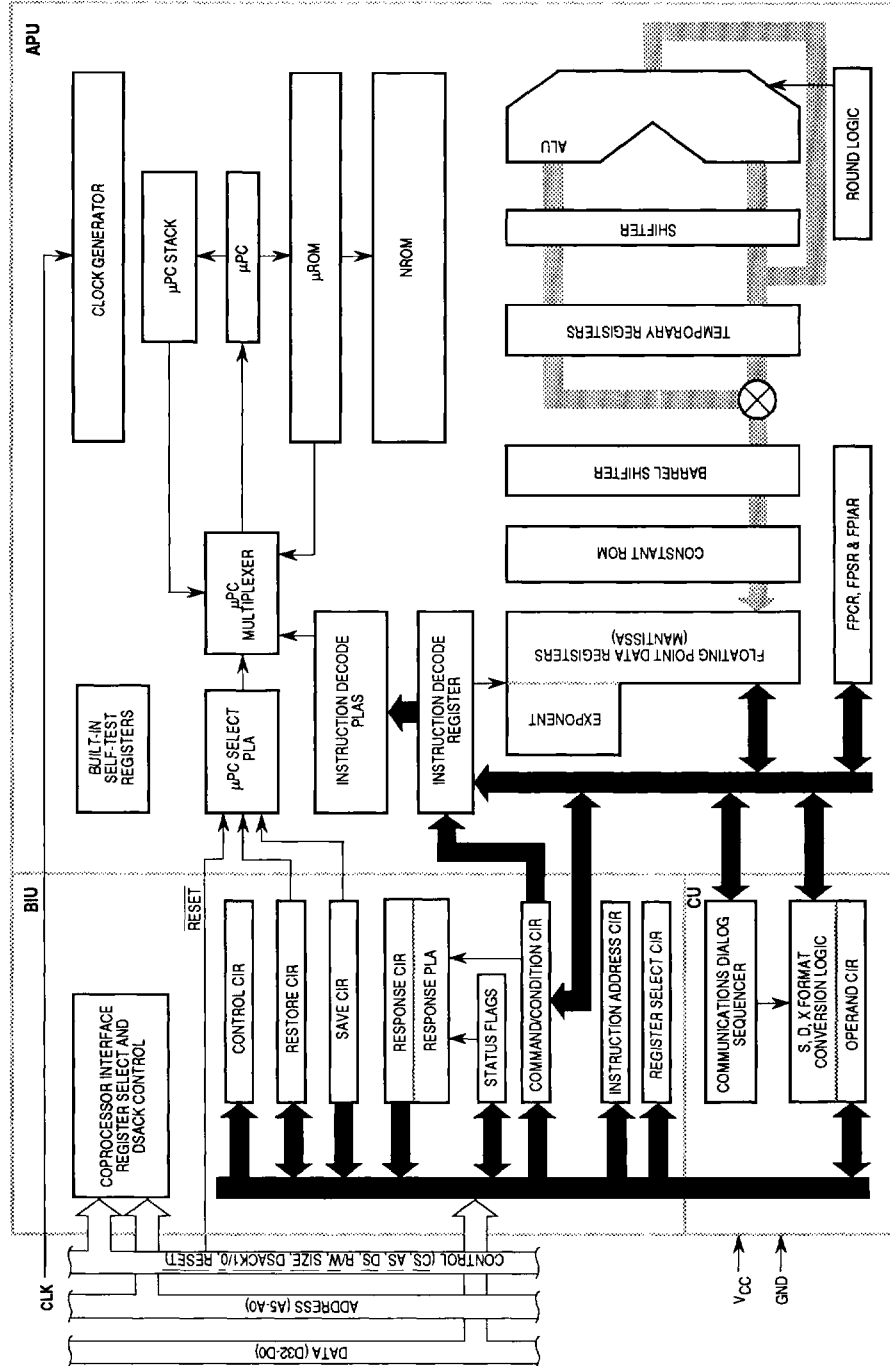 APU
CLOCK GENERATOR
µPC STACK
µPC
µROM
NROM
ALU
SHIFTER
ROUND LOGIC
TEMPORARY REGISTERS
BARREL SHIFTER
CONSTANT ROM
FLOATING POINT DATA REGISTERS
(MANTISSA)
EXPONENT
FPCR, FPSR & FPIAR
µPC
MULTIPLEXER
BUILT-IN
SELF-TEST
REGISTERS
µPC SELECT
PLA
INSTRUCTION DECODE
PLAS
INSTRUCTION DECODE
REGISTER
BIU
RESET
COPROCESSOR INTERFACE
REGISTER SELECT AND
DSACK CONTROL
CONTROL CIR
RESTORE CIR
SAVE CIR
RESPONSE CIR
RESPONSE PLA
STATUS FLAGS
COMMAND/CONDITION CIR
INSTRUCTION ADDRESS CIR
REGISTER SELECT CIR
CU
COMMUNICATIONS DIALOG
SEQUENCER
S, D, X FORMAT
CONVERSION LOGIC
OPERAND CIR
CLK
CONTROL (CS, AS, DS, R/W, SIZE, DSACK1/0, RESET)
ADDRESS (A5-A0)
DATA (D32-D0)
VCC
GND